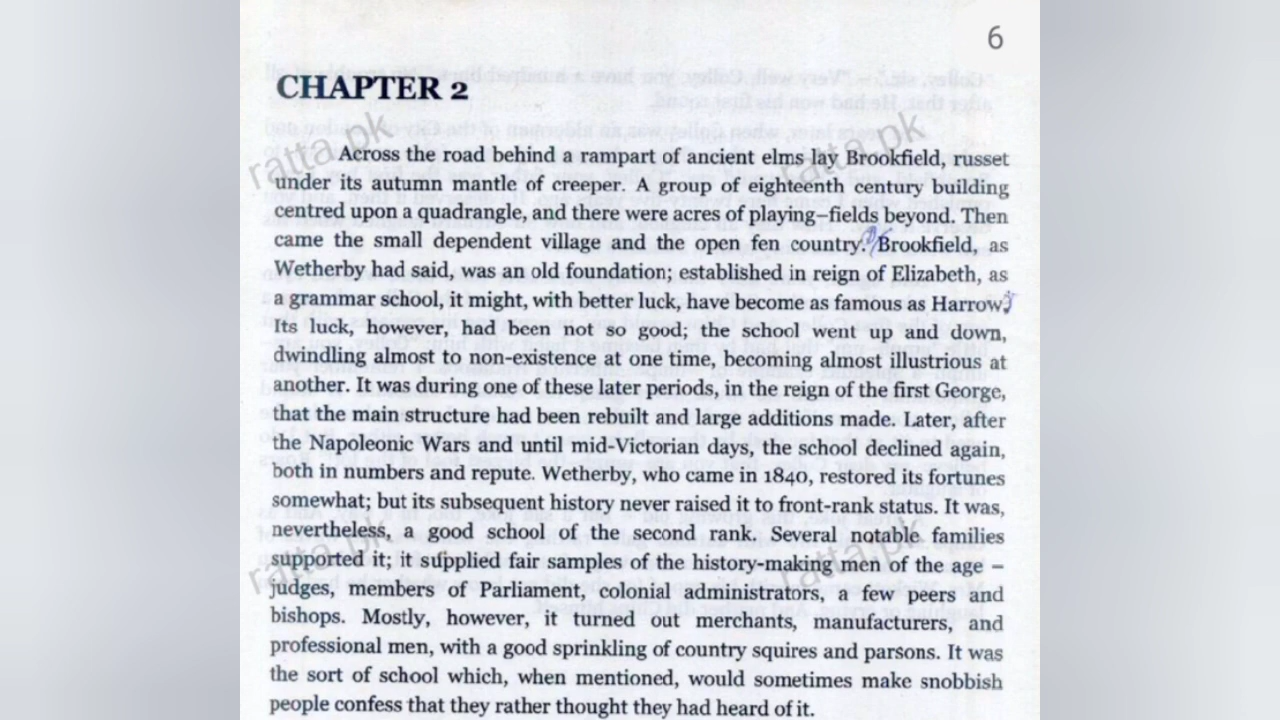 6
CHAPTER 2
Across the road behind a rampart of ancient elms lay Brookfield, russet
under its autumn mantle of creeper. A group of eighteenth century building
centred upon a quadrangle, and there were acres of playing–fields beyond. Then
came the small dependent village and the open fen country. Brookfield, as
Wetherby had said, was an old foundation; established in reign of Elizabeth, as
a grammar school, it might, with better luck, have become as famous as Harrow.
Its luck, however, had been not so good; the school went up and down,
dwindling almost to non-existence at one time, becoming almost illustrious at
another. It was during one of these later periods, in the reign of the first George,
that the main structure had been rebuilt and large additions made. Later, after
the Napoleonic Wars and until mid-Victorian days, the school declined again,
both in numbers and repute. Wetherby, who came in 1840, restored its fortunes
somewhat; but its subsequent history never raised it to front-rank status. It was,
nevertheless, a good school of the second rank. Several notable families
supported it; it supplied fair samples of the history-making men of the age –
judges, members of Parliament, colonial administrators, a few peers and
bishops. Mostly, however, it turned out merchants, manufacturers, and
professional men, with a good sprinkling of country squires and parsons. It was
the sort of school which, when mentioned, would sometimes make snobbish
people confess that they rather thought they had heard of it.
ratta.pk
ratta.pk
ratta.pk
ratta.pk